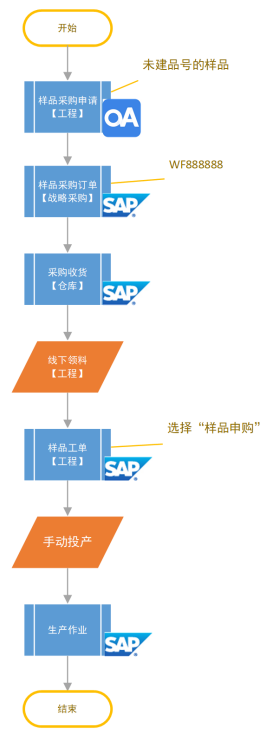 开始
未建品号的样品
样品采购申请
【工程】
OA
WF888888
样品采购订单
【战略采购】
SAP
采购收货
【仓库】
SAP
线下领料
【工程】
选择“样品申购”
样品工单
【工程】
SAP
手动投产
生产作业
SAP
结束